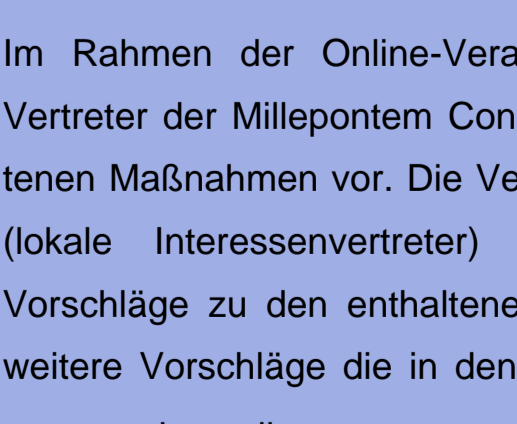 Im Rahmen der Online-Vera
Vertreter der Millepontem Con
tenen Maßnahmen vor. Die Ve
(lokale Interessenvertreter)
Vorschläge zu den enthaltene
weitere Vorschläge die in den